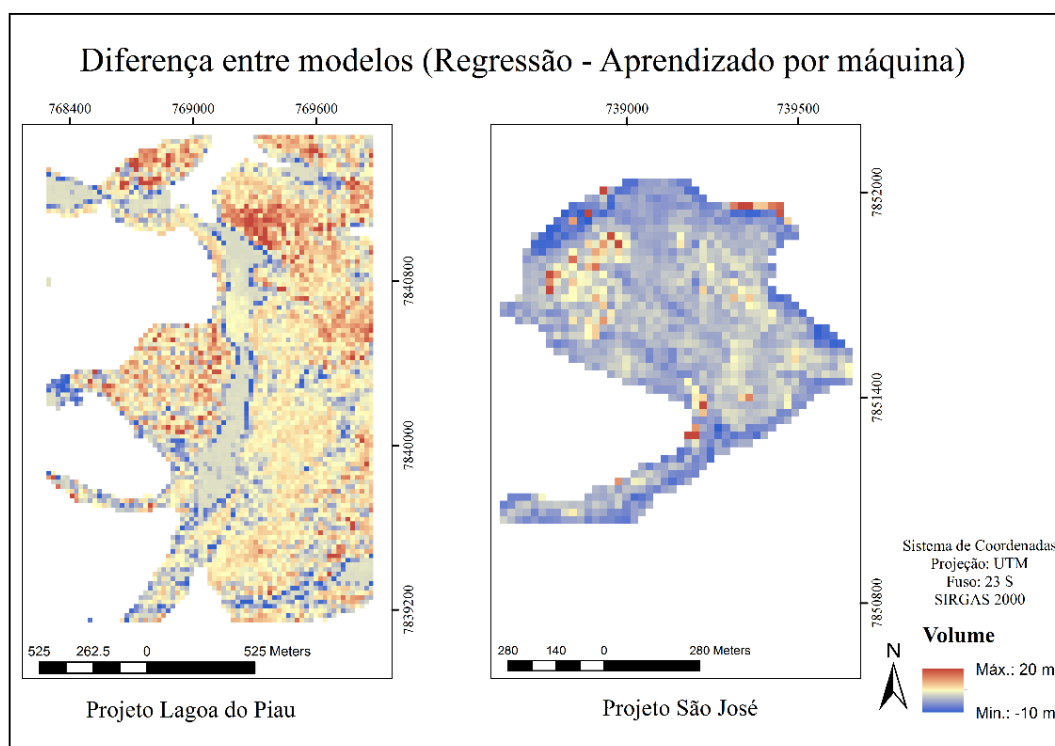 Diferença entre modelos (Regressão - Aprendizado por máquina)
768400 769000 769600
739000 739500
7840800
7840000
7839200
7852000
7851400
7850800
525 262.5 0 525 Meters
280 140 0 280 Meters
Projeto Lagoa do Piau
Projeto São José
Sistema de Coordenadas
Projeção: UTM
Fuso: 23 S
SIRGAS 2000
Volume
N
Máx.: 20 m
Min.: -10 m